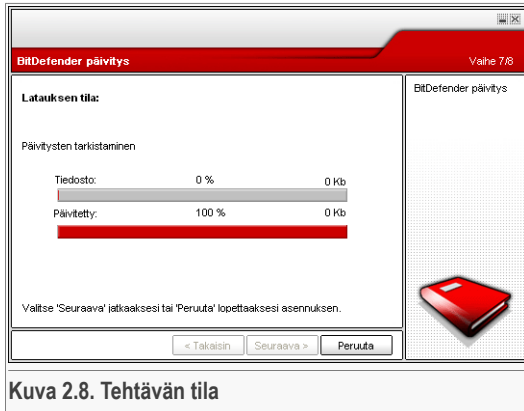 BitDefender päivitys
Vaihe 7/8
Latauksen tila:
BitDefender päivitys
Päivitysten tarkistaminen
Tiedosto: 0 % 0 Kb
Päivitetty: 100 % 0 Kb
Valitse 'Seuraava' jatkaaksesi tai 'Peruuta' lopettaaksesi asennuksen.
< Takaisin Seuraava > Peruuta
Kuva 2.8. Tehtävän tila